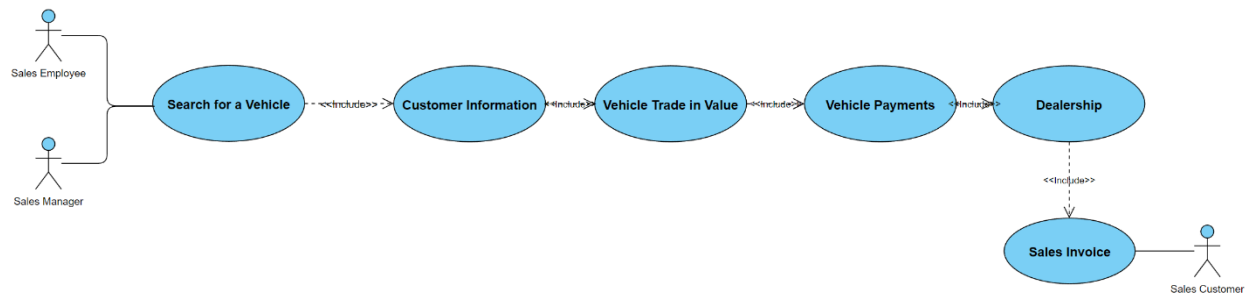 Sales Employee
Search for a Vehicle
<<Include>>
Customer Information
<<Include>>
Vehicle Trade in Value
<<Include>>
Vehicle Payments
<<Include>>
Dealership
Sales Manager
<<Include>>
Sales Invoice
Sales Customer